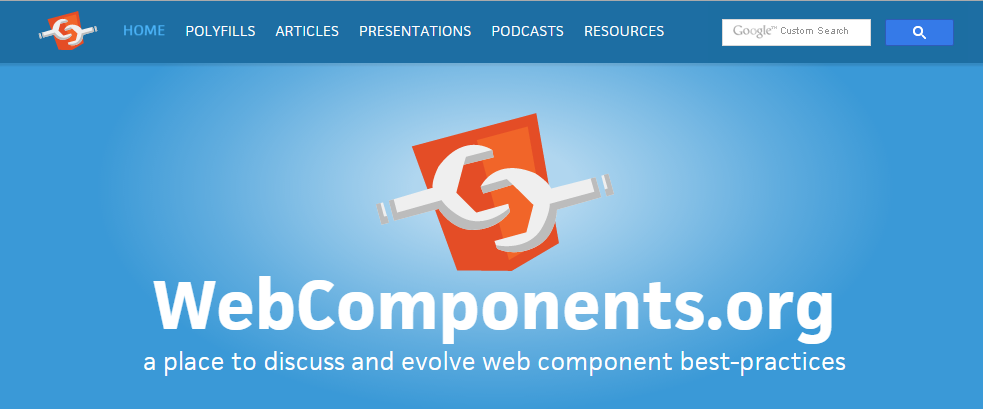 HOME POLYFILLS ARTICLES PRESENTATIONS PODCASTS RESOURCES Google™ Custom Search
WebComponents.org
a place to discuss and evolve web component best-practices